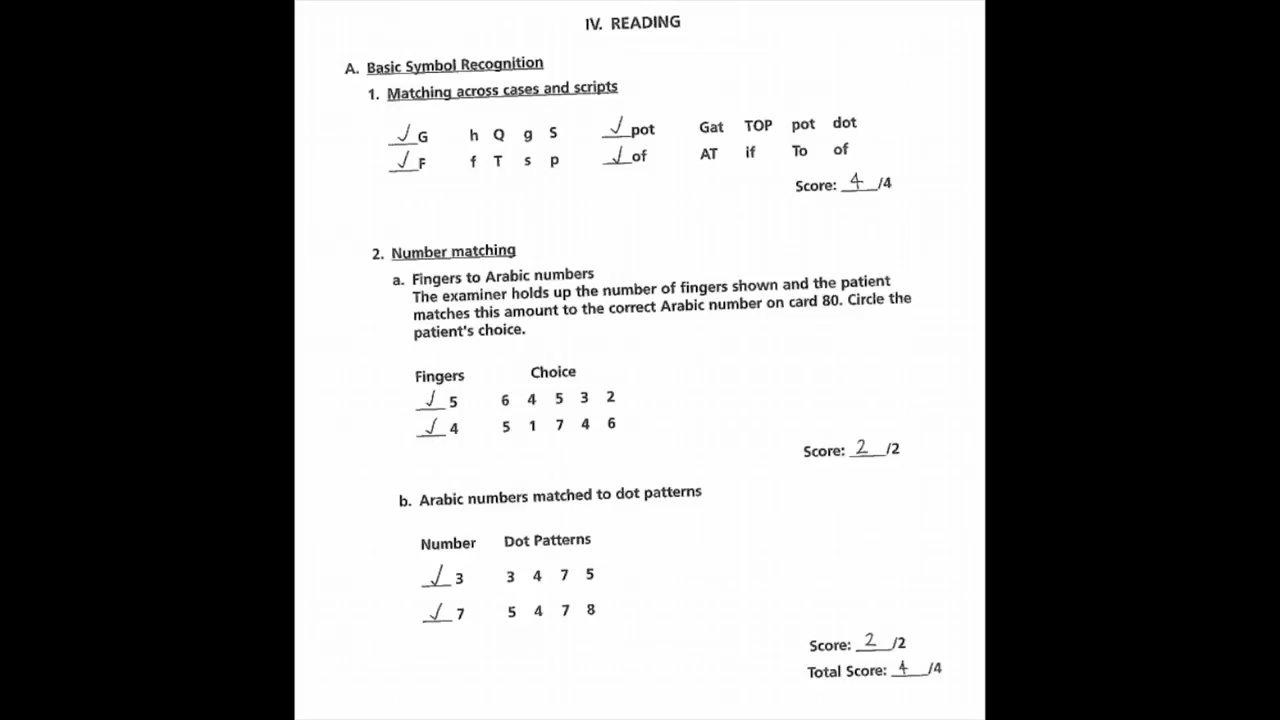 IV. READING
A. Basic Symbol Recognition
1. Matching across cases and scripts
✓ G h Q g S ✓ pot Gat TOP pot dot
✓ F f T s p ✓ of AT if To of
Score: 4 /4
2. Number matching
a. Fingers to Arabic numbers
The examiner holds up the number of fingers shown and the patient
matches this amount to the correct Arabic number on card 80. Circle the
patient's choice.
Fingers Choice
✓ 5 6 4 5 3 2
✓ 4 5 1 7 4 6
Score: 2 /2
b. Arabic numbers matched to dot patterns
Number Dot Patterns
✓ 3 3 4 7 5
✓ 7 5 4 7 8
Score: 2 /2
Total Score: 4 /4